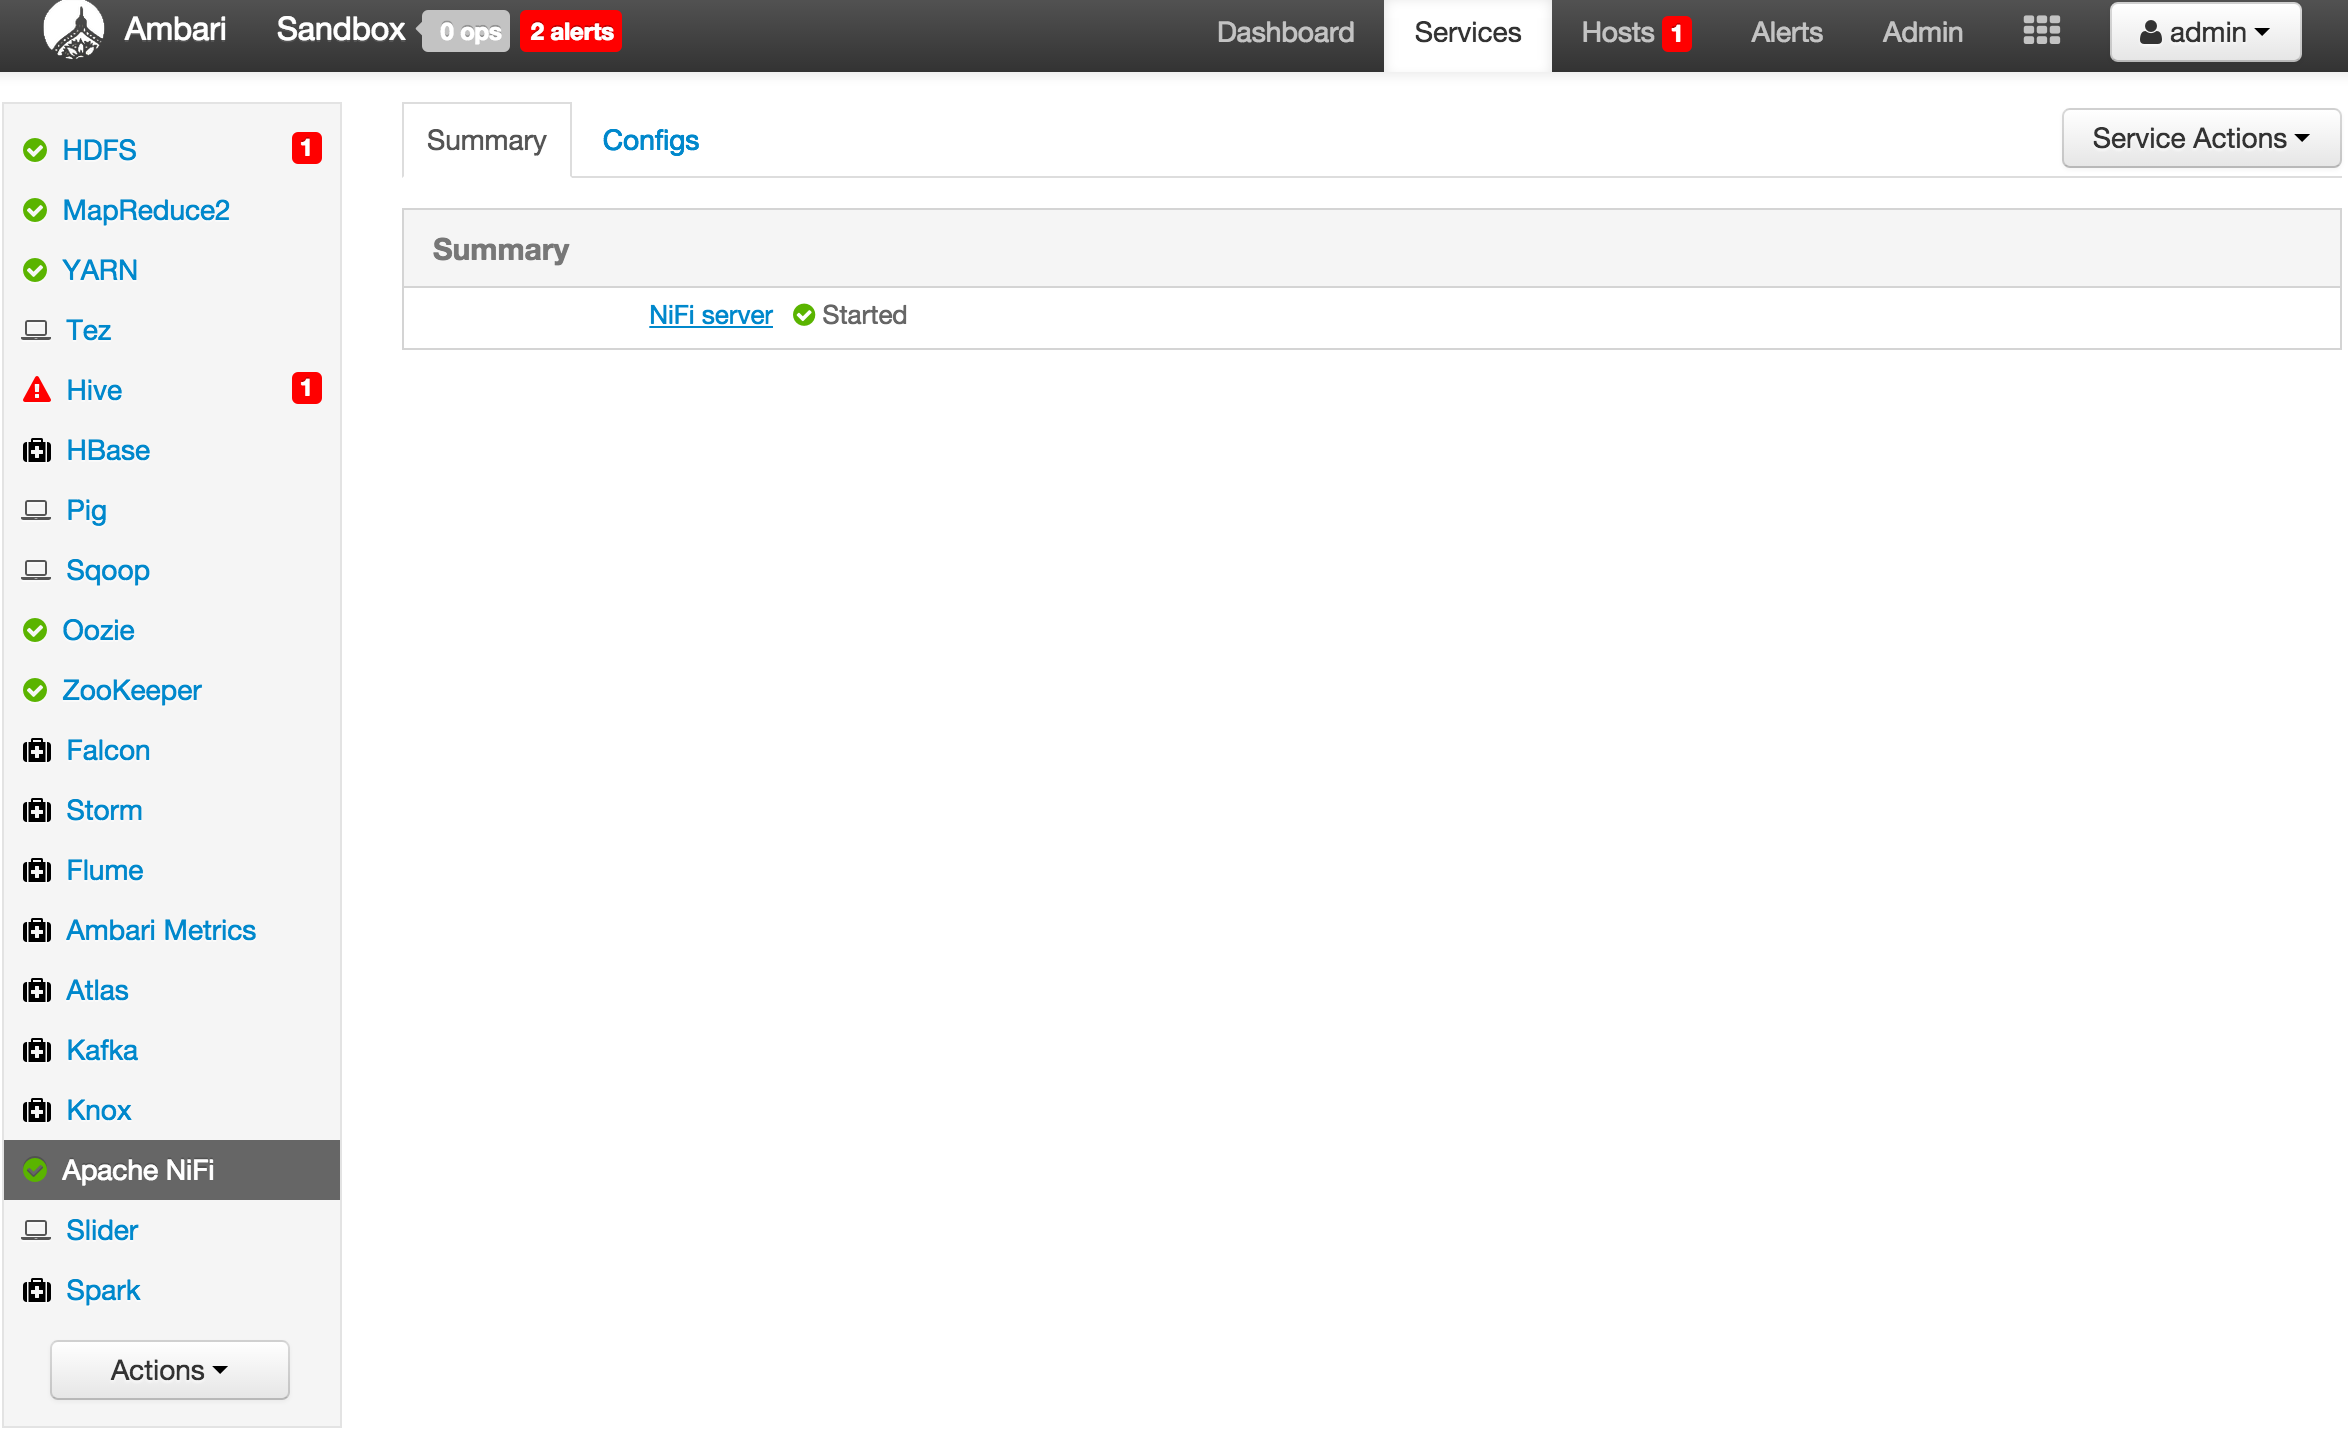 Ambari Sandbox 0 ops 2 alerts Dashboard Services Hosts 1 Alerts Admin admin
HDFS 1
MapReduce2
YARN
Tez
Hive 1
HBase
Pig
Sqoop
Oozie
ZooKeeper
Falcon
Storm
Flume
Ambari Metrics
Atlas
Kafka
Knox
Apache NiFi
Slider
Spark
Actions
Summary Configs Service Actions
Summary
NiFi server Started